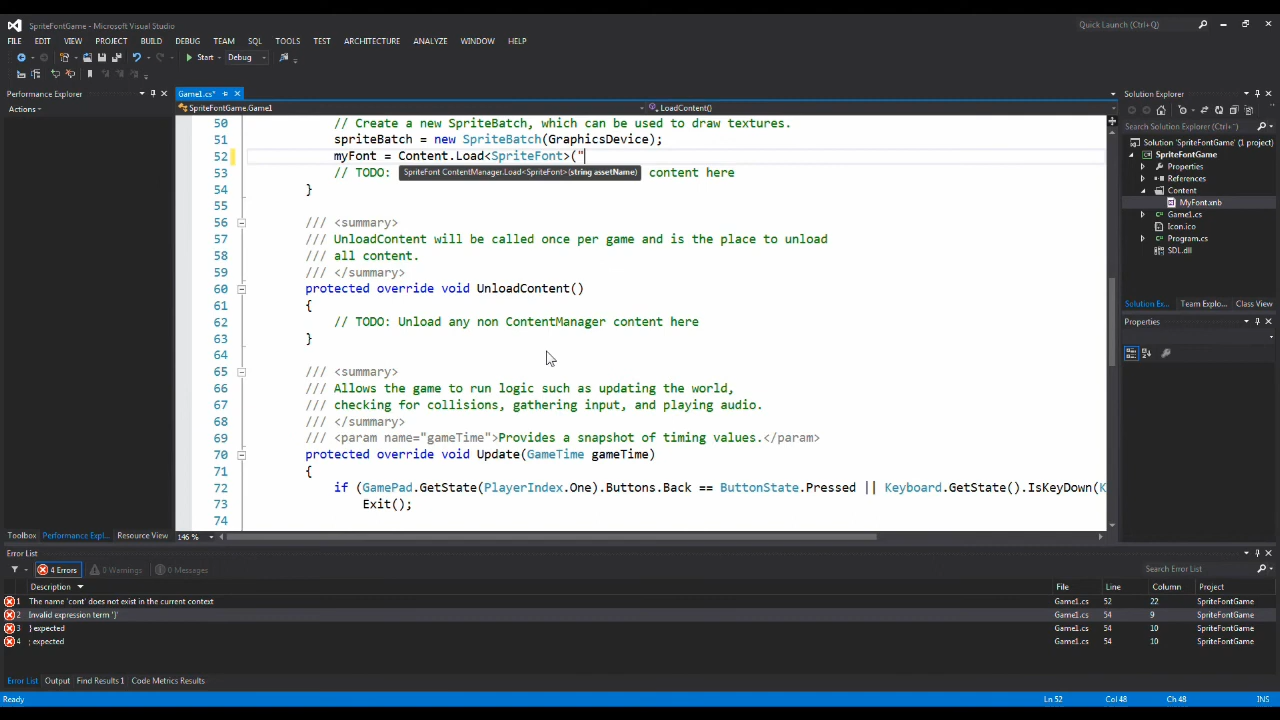 SpriteFontGame - Microsoft Visual Studio
Quick Launch (Ctrl+Q)
FILE EDIT VIEW PROJECT BUILD DEBUG TEAM SQL TOOLS TEST ARCHITECTURE ANALYZE WINDOW HELP
Start Debug
Performance Explorer
Actions
Game1.cs*
SpriteFontGame.Game1
LoadContent()
50 // Create a new SpriteBatch, which can be used to draw textures.
51 spriteBatch = new SpriteBatch(GraphicsDevice);
52 myFont = Content.Load<SpriteFont>("
53 // TODO: SpriteFont ContentManager.Load<SpriteFont>(string assetName) content here
54 }
55
56 /// <summary>
57 /// UnloadContent will be called once per game and is the place to unload
58 /// all content.
59 /// </summary>
60 protected override void UnloadContent()
61 {
62 // TODO: Unload any non ContentManager content here
63 }
64
65 /// <summary>
66 /// Allows the game to run logic such as updating the world,
67 /// checking for collisions, gathering input, and playing audio.
68 /// </summary>
69 /// <param name="gameTime">Provides a snapshot of timing values.</param>
70 protected override void Update(GameTime gameTime)
71 {
72 if (GamePad.GetState(PlayerIndex.One).Buttons.Back == ButtonState.Pressed || Keyboard.GetState().IsKeyDown(K
73 Exit();
74
146 %
Toolbox Performance Expl... Resource View
Solution Explorer
Search Solution Explorer (Ctrl+;)
Solution 'SpriteFontGame' (1 project)
SpriteFontGame
Properties
References
Content
MyFont.xnb
Game1.cs
Icon.ico
Program.cs
SDL.dll
Solution Ex... Team Explo... Class View
Properties
Error List
4 Errors 0 Warnings 0 Messages
Search Error List
Description File Line Column Project
1 The name 'cont' does not exist in the current context Game1.cs 52 22 SpriteFontGame
2 Invalid expression term '}' Game1.cs 54 9 SpriteFontGame
3 } expected Game1.cs 54 10 SpriteFontGame
4 ; expected Game1.cs 54 10 SpriteFontGame
Error List Output Find Results 1 Code Metrics Results
Ready Ln 52 Col 48 Ch 48 INS